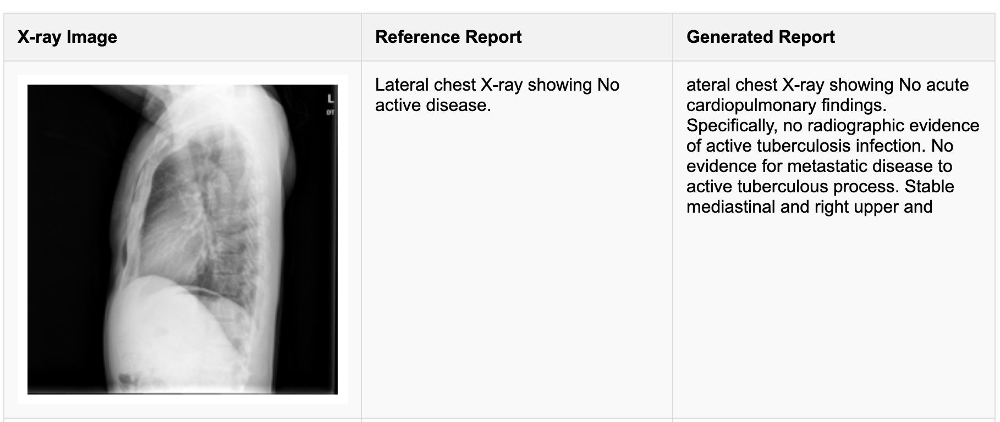 X-ray Image
Reference Report
Generated Report
L
DT
Lateral chest X-ray showing No
active disease.
ateral chest X-ray showing No acute
cardiopulmonary findings.
Specifically, no radiographic evidence
of active tuberculosis infection. No
evidence for metastatic disease to
active tuberculous process. Stable
mediastinal and right upper and